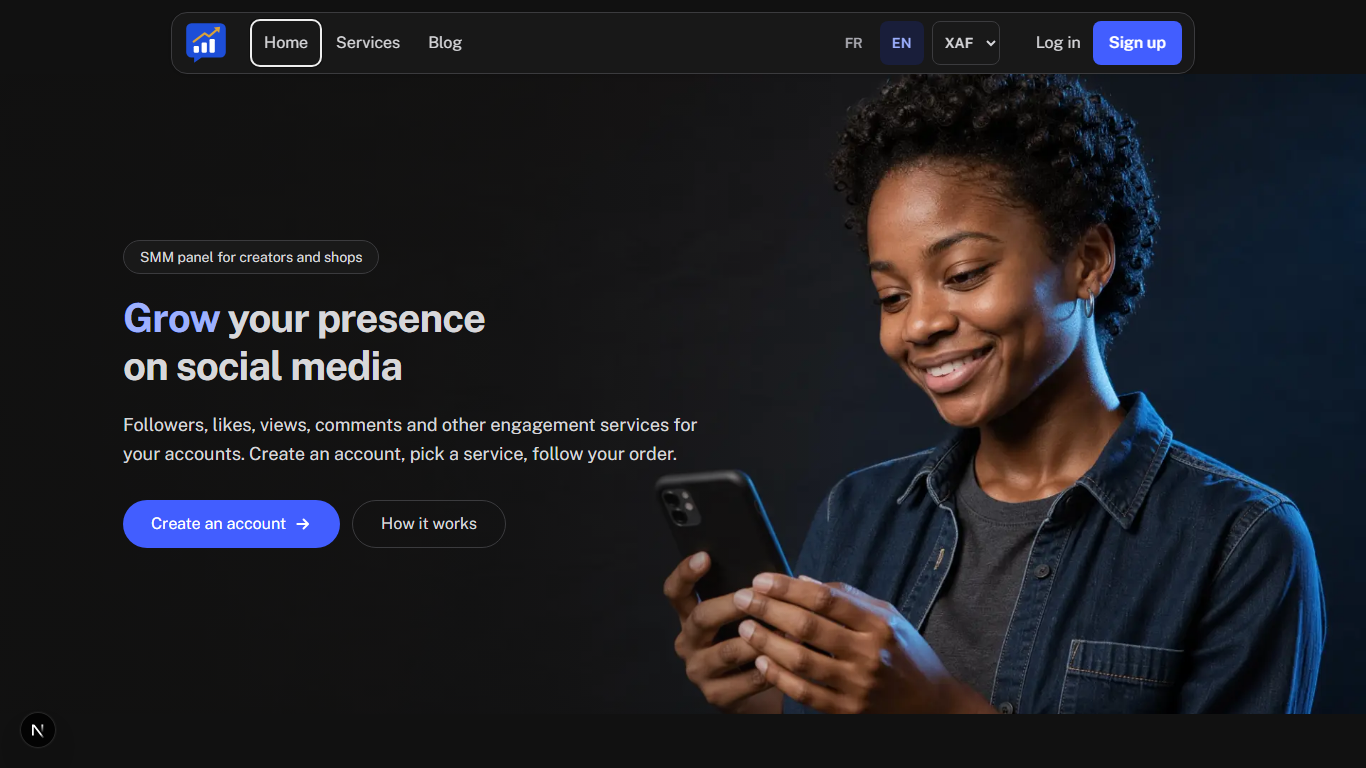 Home Services Blog FR EN XAF Log in Sign up
SMM panel for creators and shops
Grow your presence
on social media
Followers, likes, views, comments and other engagement services for
your accounts. Create an account, pick a service, follow your order.
Create an account → How it works
N